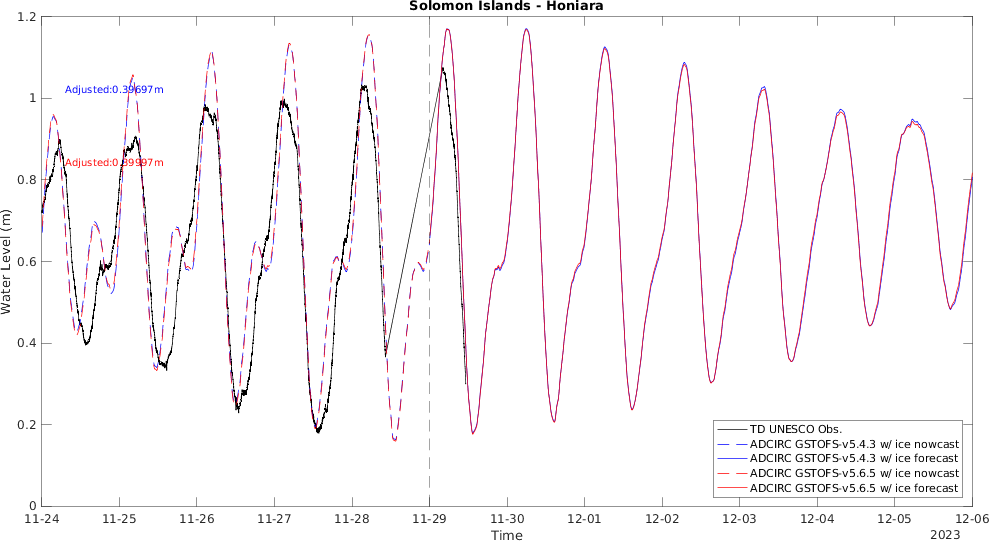 Solomon Islands - Honiara
1.2
1
0.8
0.6
0.4
0.2
0
Water Level (m)
Adjusted:0.39697m
Adjusted:0.39997m
TD UNESCO Obs.
ADCIRC GSTOFS-v5.4.3 w/ ice nowcast
ADCIRC GSTOFS-v5.4.3 w/ ice forecast
ADCIRC GSTOFS-v5.6.5 w/ ice nowcast
ADCIRC GSTOFS-v5.6.5 w/ ice forecast
11-24 11-25 11-26 11-27 11-28 11-29 11-30 12-01 12-02 12-03 12-04 12-05 12-06
Time
2023